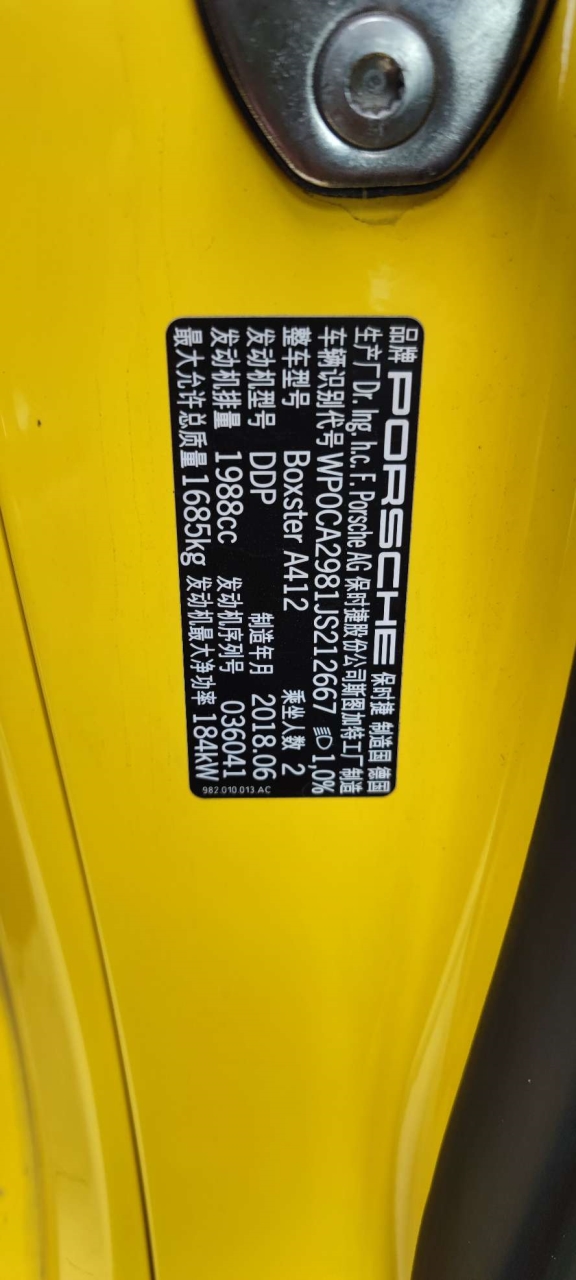 品牌 PORSCHE 保时捷 制造国 德国
生产厂 Dr. Ing. h.c. F. Porsche AG 保时捷股份公司斯图加特工厂 制造
车辆识别代号 WP0CA2981JS212667 1,0%
整车型号 Boxster A412 乘坐人数 2
发动机型号 DDP 制造年月 2018.06
发动机排量 1988cc 发动机序列号 036041
最大允许总质量 1685kg 发动机最大净功率 184kW
982.010.013.AC